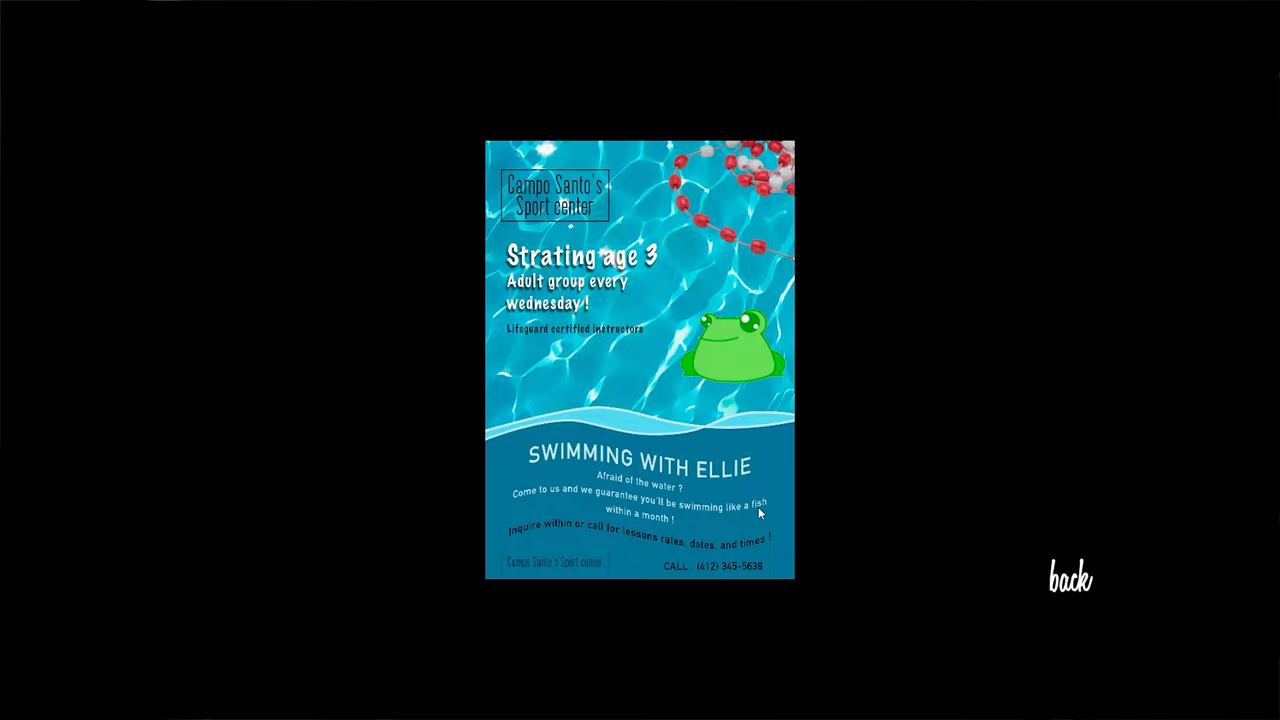 Campo Santo's
Sport center
Strating age 3
Adult group every
wednesday !
Lifeguard certified instructors
SWIMMING WITH ELLIE
Afraid of the water ?
Come to us and we guarantee you'll be swimming like a fish
within a month !
Inquire within or call for lessons rates, dates, and times !
Campo Santo's Sport center
CALL : (412) 345-5639
back